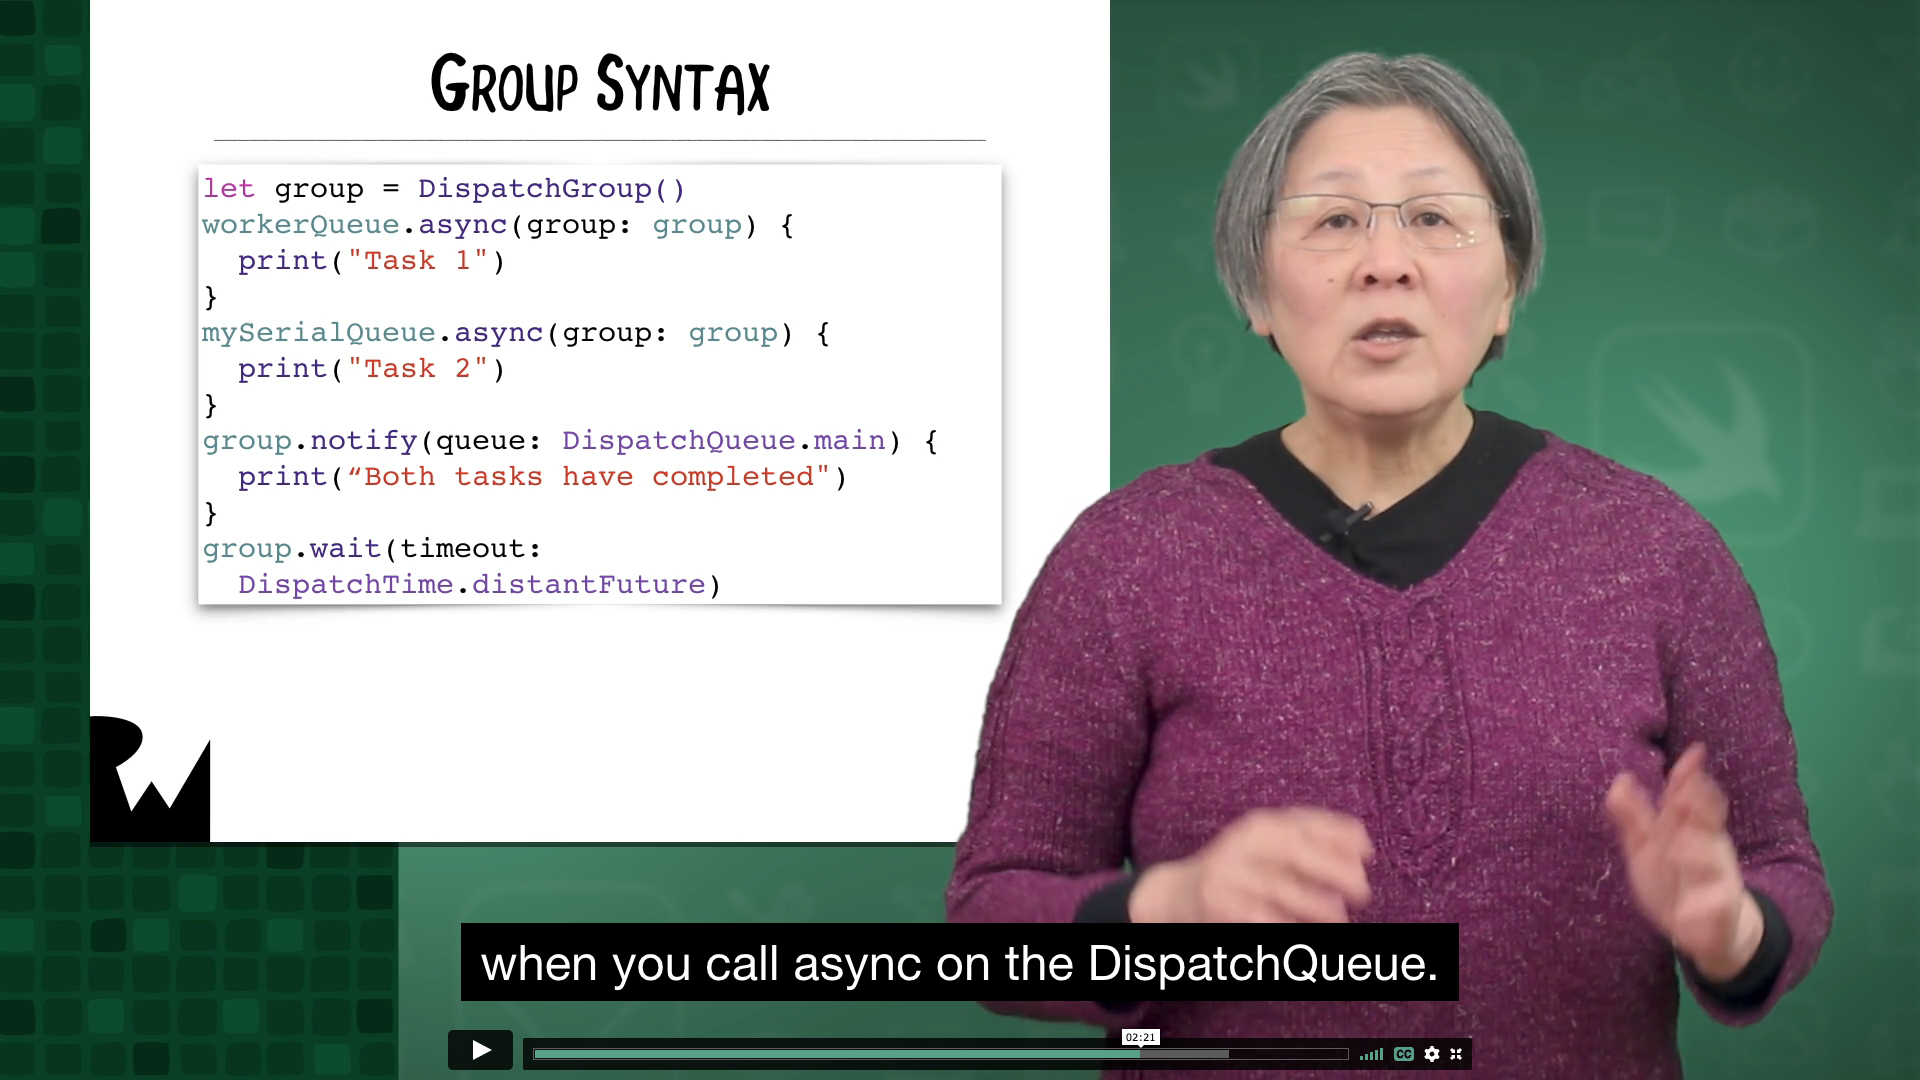 GROUP SYNTAX
let group = DispatchGroup()
workerQueue.async(group: group) {
  print("Task 1")
}
mySerialQueue.async(group: group) {
  print("Task 2")
}
group.notify(queue: DispatchQueue.main) {
  print(“Both tasks have completed")
}
group.wait(timeout:
  DispatchTime.distantFuture)
RW
when you call async on the DispatchQueue.
02:21
CC